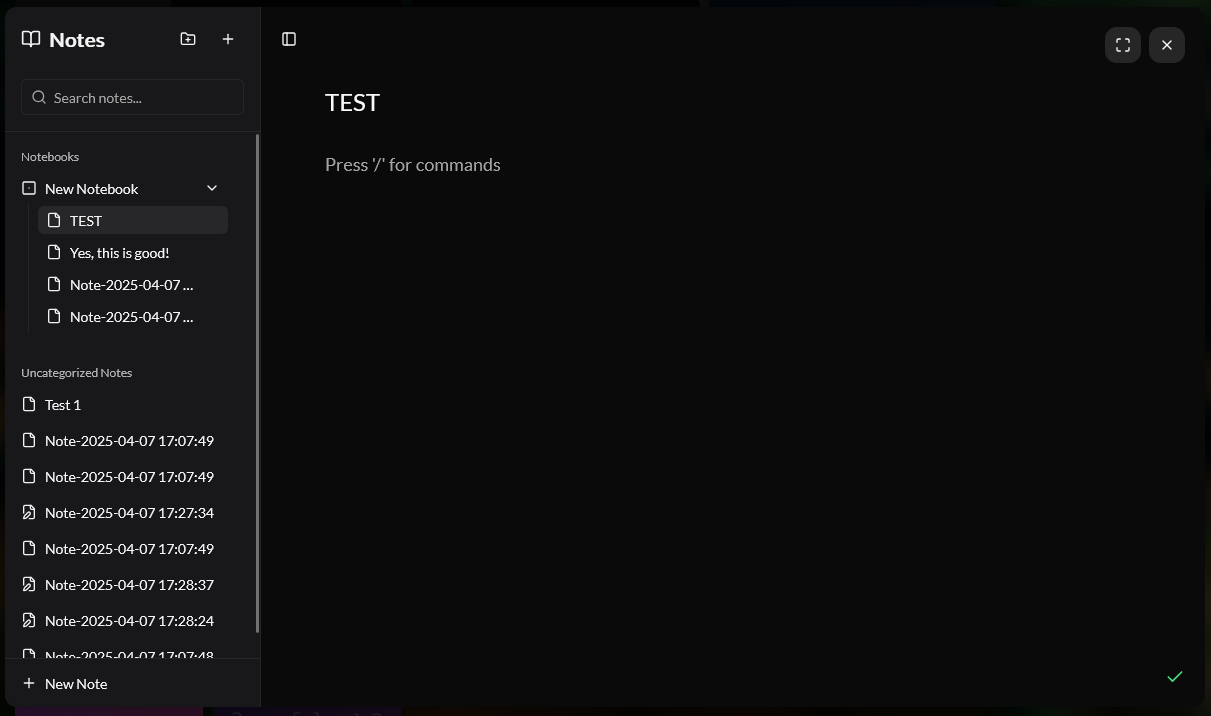 Notes
Search notes...
Notebooks
New Notebook
TEST
Yes, this is good!
Note-2025-04-07 ...
Note-2025-04-07 ...
Uncategorized Notes
Test 1
Note-2025-04-07 17:07:49
Note-2025-04-07 17:07:49
Note-2025-04-07 17:27:34
Note-2025-04-07 17:07:49
Note-2025-04-07 17:28:37
Note-2025-04-07 17:28:24
Note-2025-04-07 17:07:48
New Note
TEST
Press '/' for commands